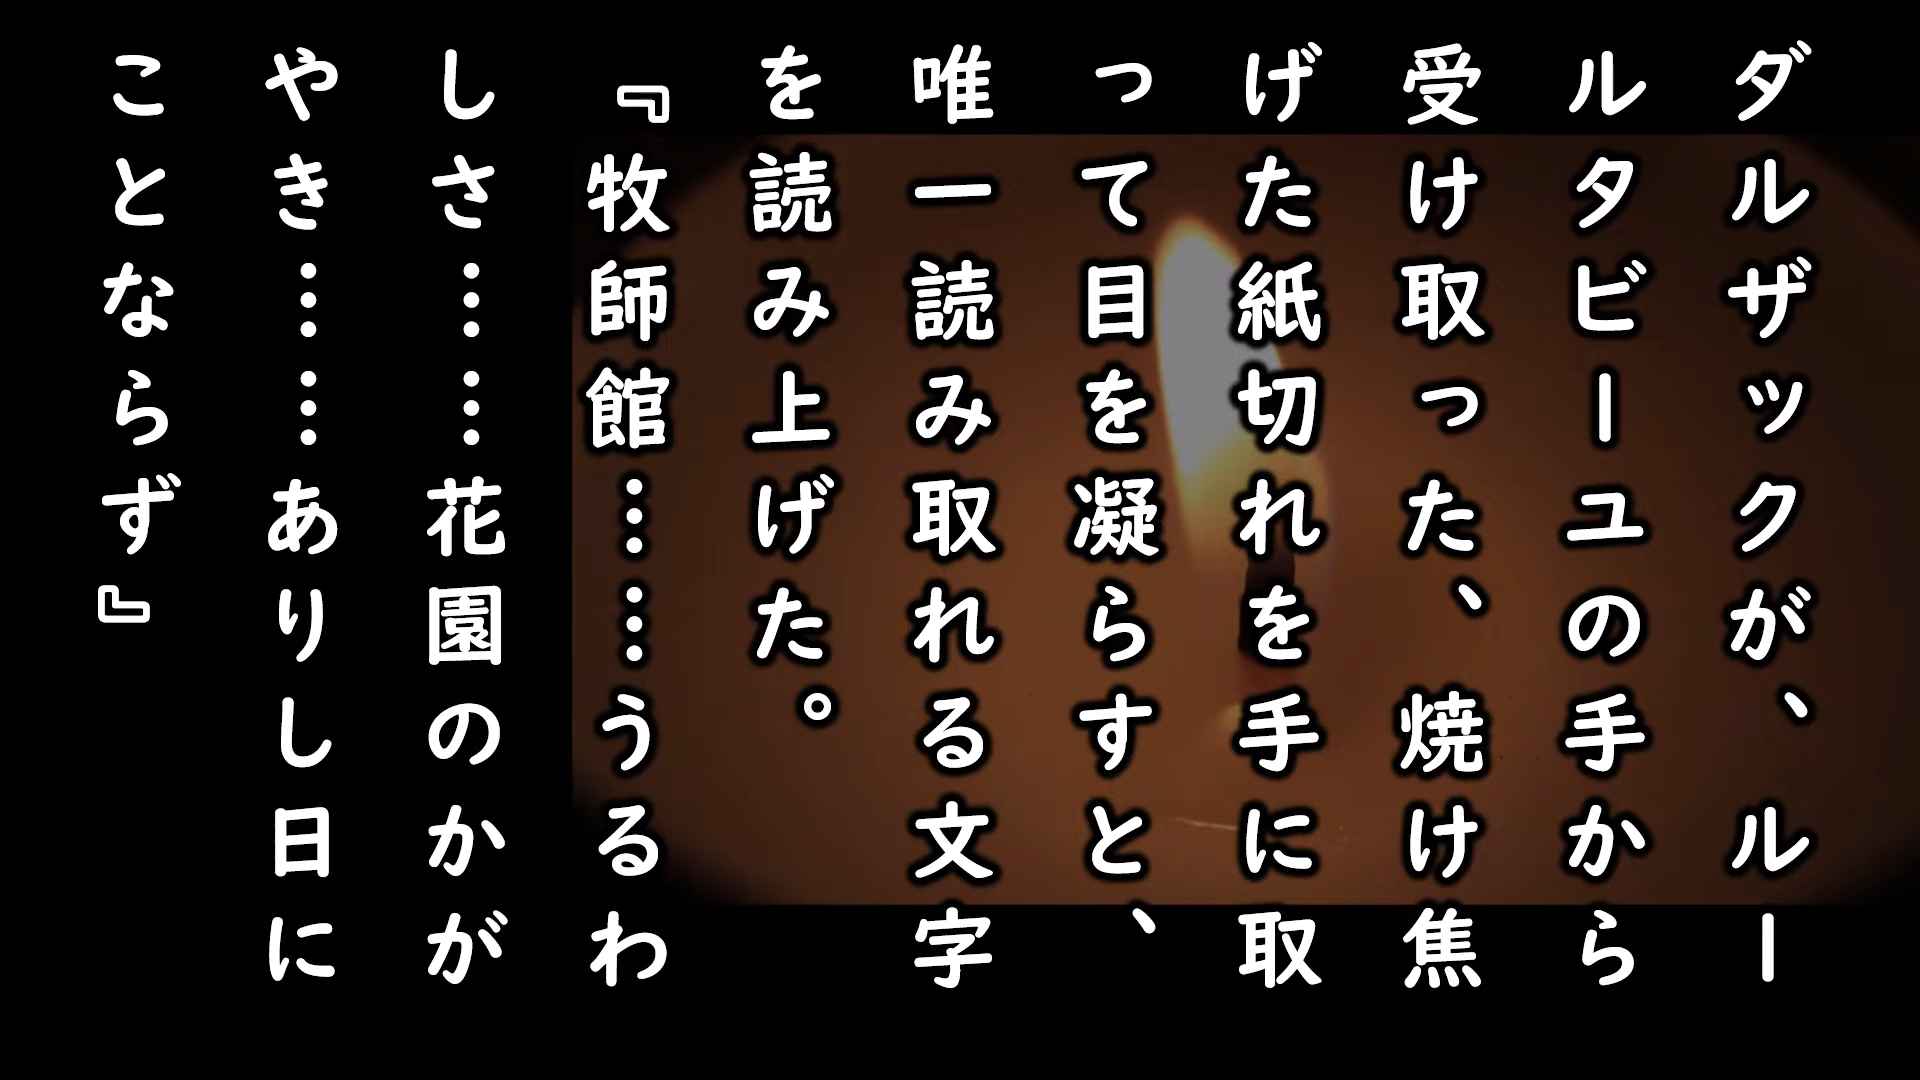 ダルザックが、ルー
ルタビーユの手から
受け取った、焼け焦
げた紙切れを手に取
って目を凝らすと、
唯一読み取れる文字
を読み上げた。
『牧師館……うるわ
しさ……花園のかが
やき……ありし日に
ことならず』